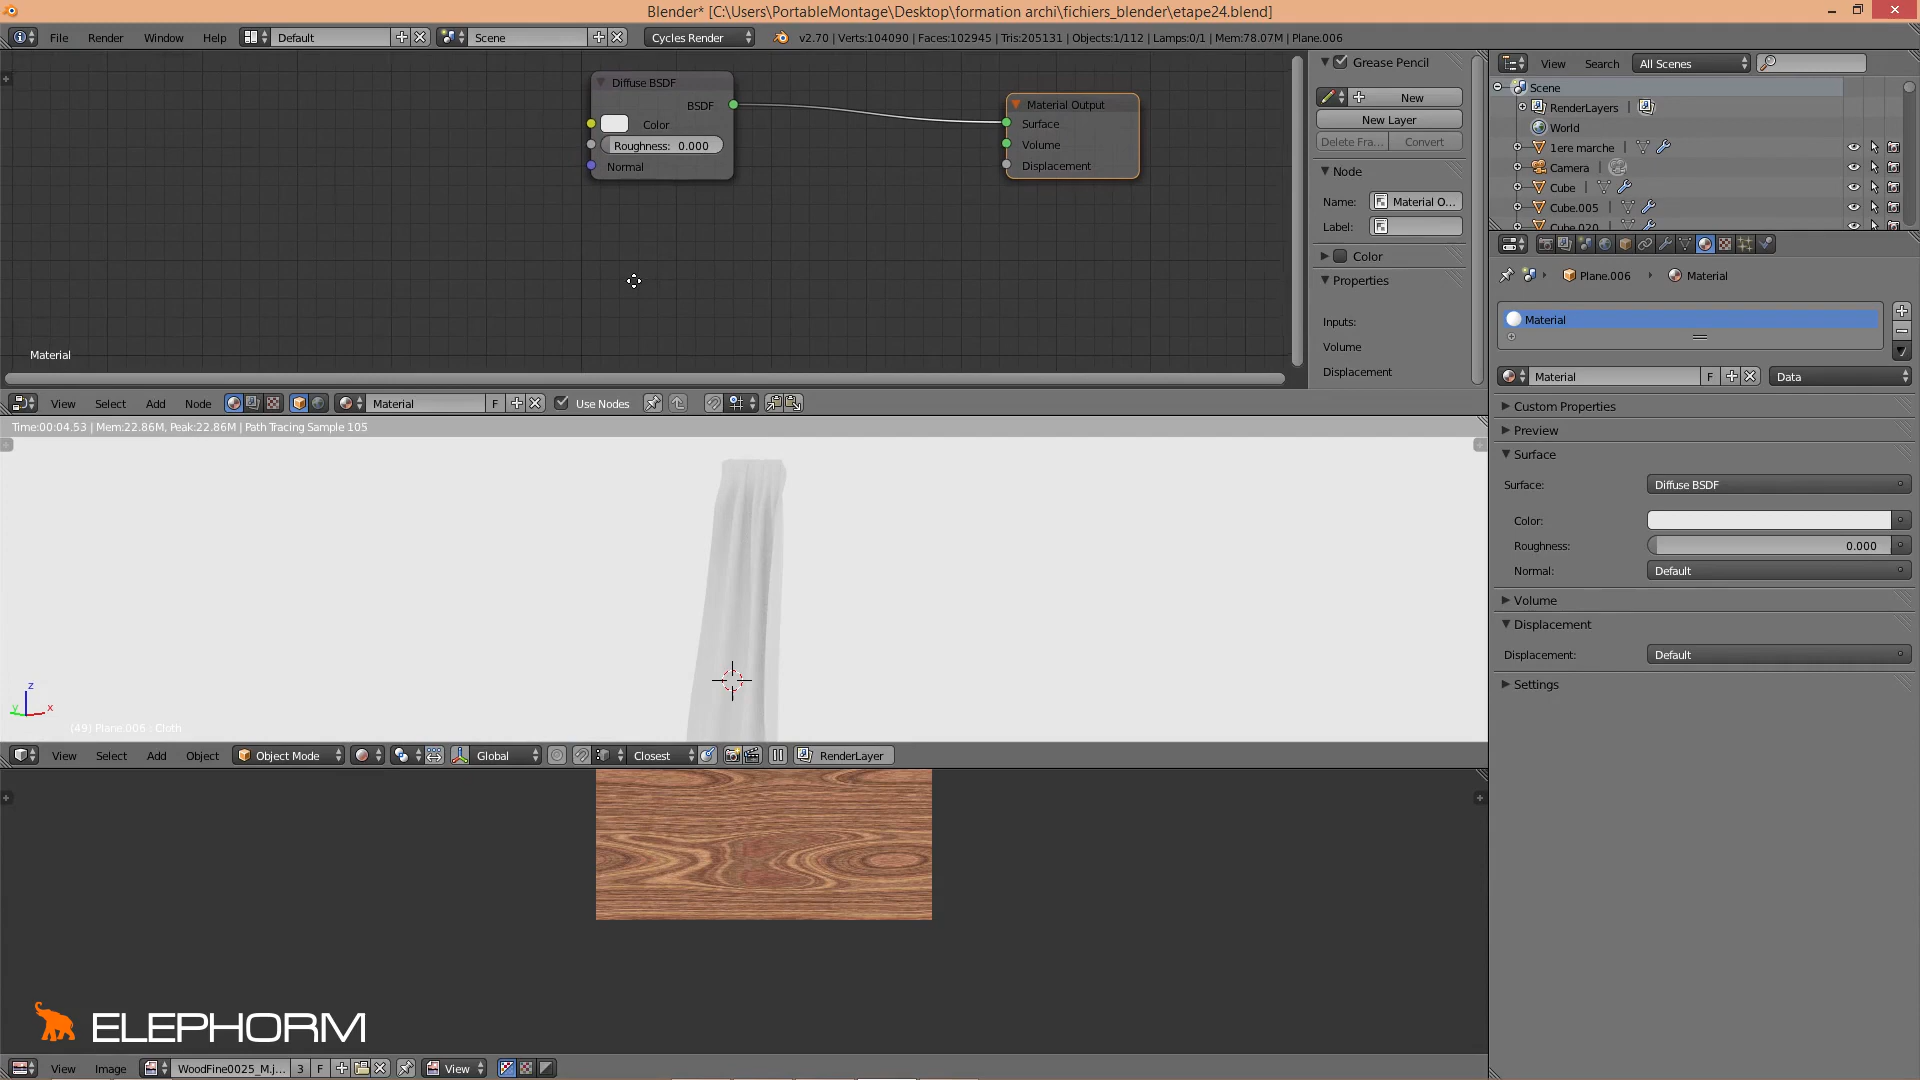 Blender* [C:\Users\PortableMontage\Desktop\formation archi\fichiers_blender\etape24.blend]
File Render Window Help Default Scene Cycles Render v2.70 | Verts:104090 | Faces:102945 | Tris:205131 | Objects:1/112 | Lamps:0/1 | Mem:78.07M | Plane.006
Diffuse BSDF
BSDF
Color
Roughness: 0.000
Normal
Material Output
Surface
Volume
Displacement
Material
Grease Pencil
New
New Layer
Delete Fra... Convert
Node
Name: Material O...
Label:
Color
Properties
Inputs:
Volume
Displacement
View Search All Scenes
Scene
RenderLayers
World
1ere marche
Camera
Cube
Cube.005
Cube.020
Plane.006 Material
Material
Material F Data
Custom Properties
Preview
Surface
Surface: Diffuse BSDF
Color:
Roughness: 0.000
Normal: Default
Volume
Displacement
Displacement: Default
Settings
View Select Add Node Material F Use Nodes
Time:00:04.53 | Mem:22.86M, Peak:22.86M | Path Tracing Sample 105
z
y x
(49) Plane.006 : Cloth
View Select Add Object Object Mode Global Closest RenderLayer
ELEPHORM
View Image WoodFine0025_M.j... 3 F View